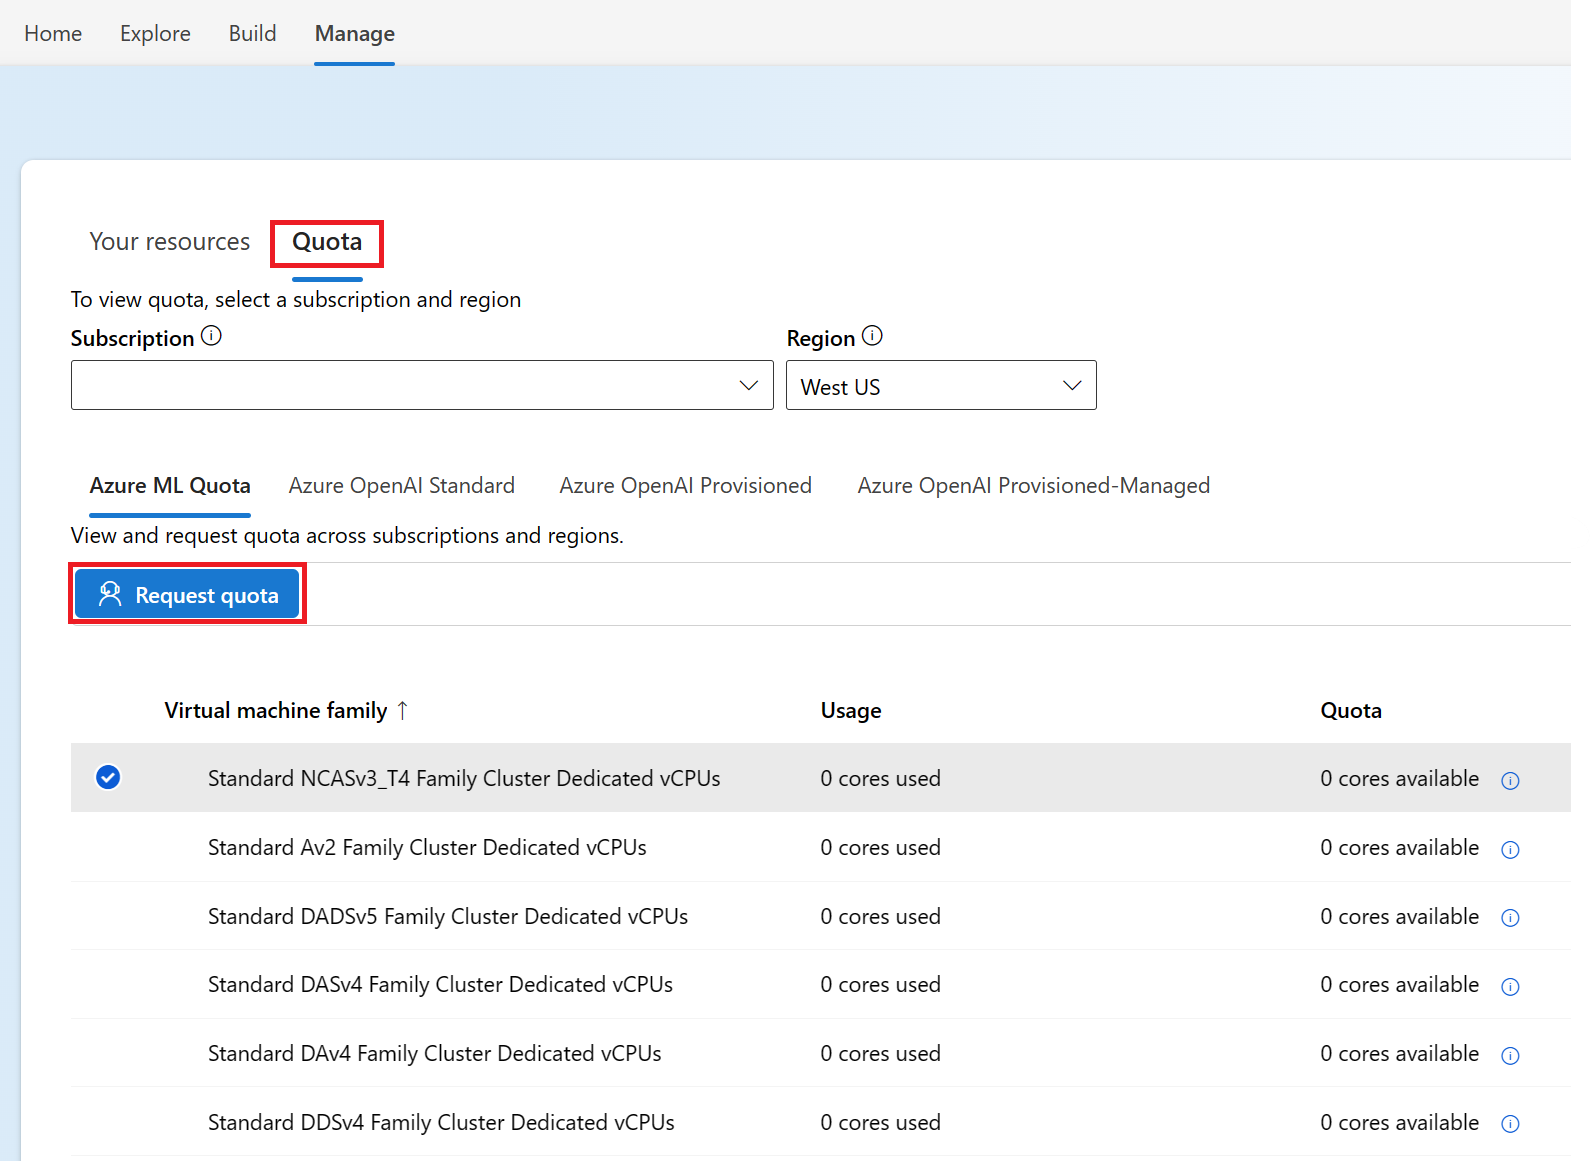 Home Explore Build Manage
Your resources Quota
To view quota, select a subscription and region
Subscription Region
West US
Azure ML Quota Azure OpenAI Standard Azure OpenAI Provisioned Azure OpenAI Provisioned-Managed
View and request quota across subscriptions and regions.
Request quota
Virtual machine family ↑ Usage Quota
Standard NCASv3_T4 Family Cluster Dedicated vCPUs 0 cores used 0 cores available
Standard Av2 Family Cluster Dedicated vCPUs 0 cores used 0 cores available
Standard DADSv5 Family Cluster Dedicated vCPUs 0 cores used 0 cores available
Standard DASv4 Family Cluster Dedicated vCPUs 0 cores used 0 cores available
Standard DAv4 Family Cluster Dedicated vCPUs 0 cores used 0 cores available
Standard DDSv4 Family Cluster Dedicated vCPUs 0 cores used 0 cores available